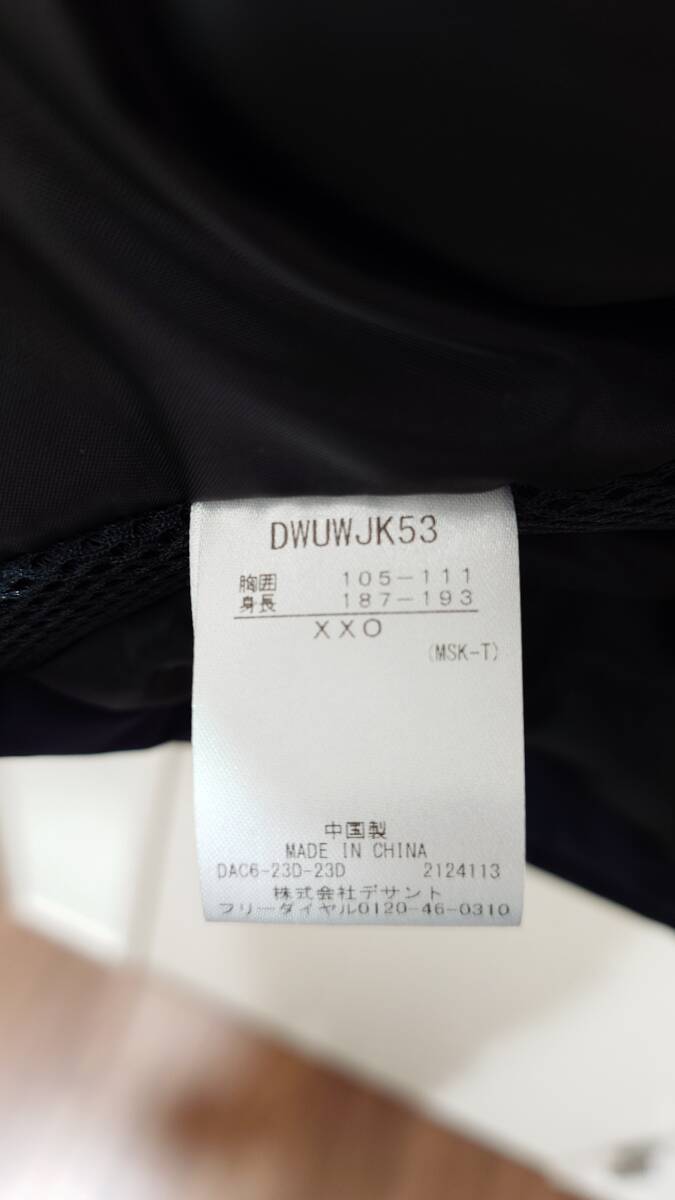 DWUWJK53
胸囲 105-111
身長 187-193
XXO
(MSK-T)
中国製
MADE IN CHINA
DAC6-23D-23D 2124113
株式会社デサント
フリーダイヤル0120-46-0310